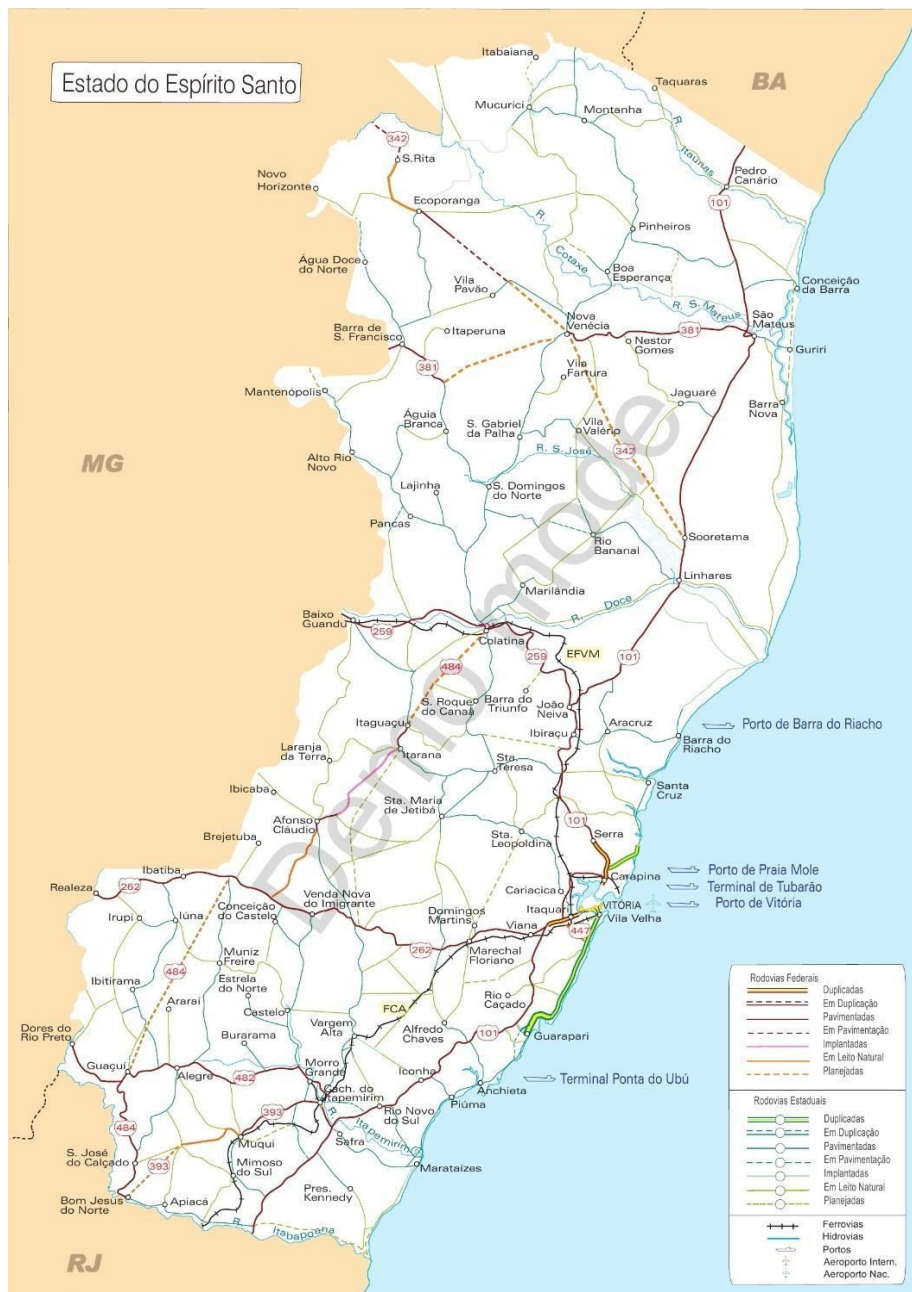 Estado do Espírito Santo
BA
Itabaiana
Taquaras
Mucurici
Montanha
R.
Itaúnas
342
S.Rita
Novo
Horizonte
Ecoporanga
Pedro
Canário
101
R.
Cotaxé
Pinheiros
Água Doce
do Norte
Boa
Esperança
Vila
Pavão
Conceição
da Barra
R. S. Mateus
Barra de
S. Francisco
Itaperuna
Nova
Venécia
381
São
Mateus
Nestor
Gomes
Guriri
381
Vila
Fartura
Mantenópolis
Jaguaré
Barra
Nova
Águia
Branca
S. Gabriel
da Palha
Vila
Valério
MG
Alto Rio
Novo
R. S. José
342
Lajinha
S. Domingos
do Norte
Pancas
Rio
Bananal
Sooretama
Linhares
Marilândia
R. Doce
Baixo
Guandu
259
Colatina
259
EFVM
101
484
S. Roque
do Canaã
Barra do
Triunfo
João
Neiva
Itaguaçu
Ibiraçu
Aracruz
Porto de Barra do Riacho
Barra do
Riacho
Laranja
da Terra
Itarana
Sta.
Teresa
Santa
Cruz
Ibicaba
Sta. Maria
de Jetibá
Afonso
Cláudio
101
Serra
Brejetuba
Sta.
Leopoldina
Ibatiba
Carapina
Porto de Praia Mole
Realeza
262
Cariacica
Terminal de Tubarão
Venda Nova
do Imigrante
Itaquari
VITÓRIA
Porto de Vitória
Irupi
Iúna
Conceição
do Castelo
Domingos
Martins
Viana
447
Vila Velha
262
Marechal
Floriano
Muniz
Freire
484
Ibitirama
Estrela
do Norte
Rio
Caçado
Araraí
Castelo
FCA
Vargem
Alta
Alfredo
Chaves
101
Guarapari
Dores do
Rio Preto
Burarama
Guaçuí
Alegre
482
Morro
Grande
Iconha
Terminal Ponta do Ubú
Anchieta
Cach. do
Itapemirim
Piúma
484
393
Rio Novo
do Sul
R. Itapemirim
Safra
Muqui
S. José
do Calçado
393
Mimoso
do Sul
Marataízes
Bom Jesus
do Norte
Apiacá
Pres.
Kennedy
R. Itabapoana
RJ
Demo mode
Rodovias Federais
Duplicadas
Em Duplicação
Pavimentadas
Em Pavimentação
Implantadas
Em Leito Natural
Planejadas
Rodovias Estaduais
Duplicadas
Em Duplicação
Pavimentadas
Em Pavimentação
Implantadas
Em Leito Natural
Planejadas
Ferrovias
Hidrovias
Portos
Aeroporto Intern.
Aeroporto Nac.